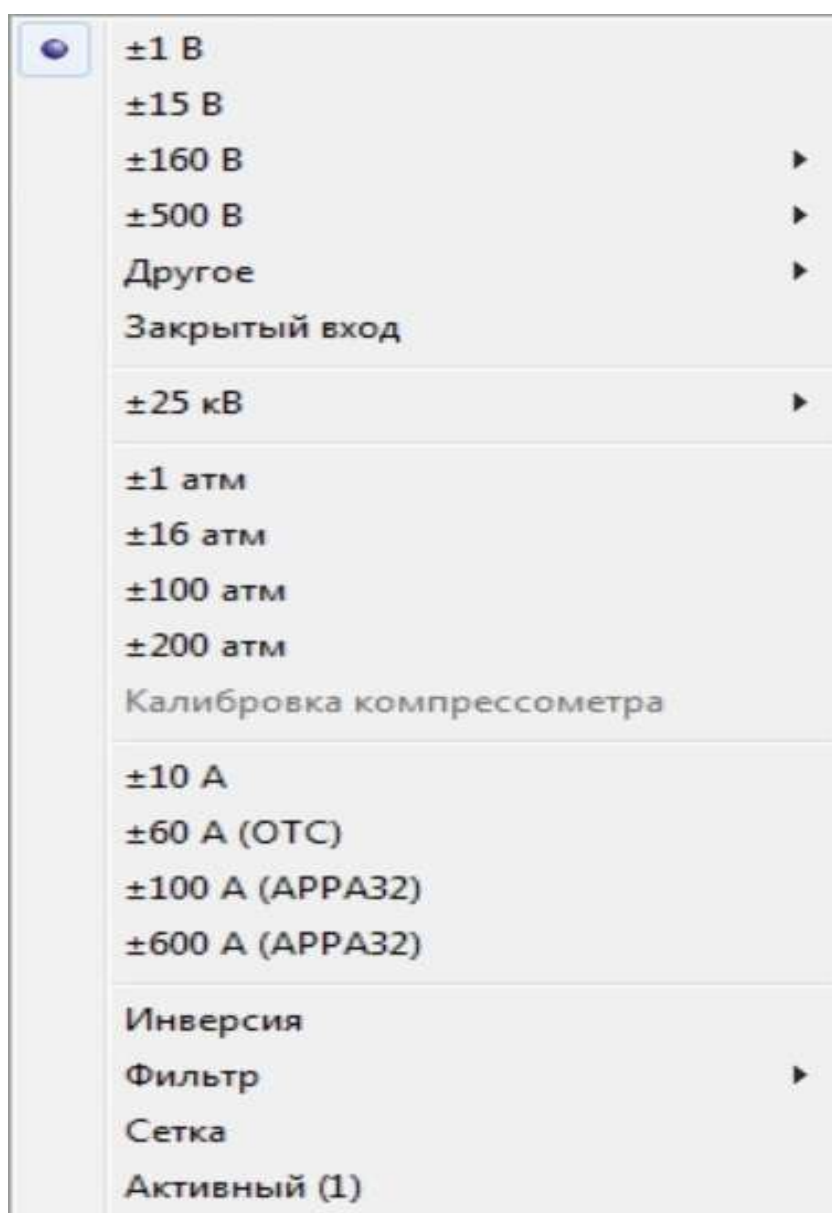 ±1 В
±15 В
±160 В
±500 В
Другое
Закрытый вход
±25 кВ
±1 атм
±16 атм
±100 атм
±200 атм
Калибровка компрессометра
±10 А
±60 А (ОТС)
±100 А (APPA32)
±600 А (APPA32)
Инверсия
Фильтр
Сетка
Активный (1)